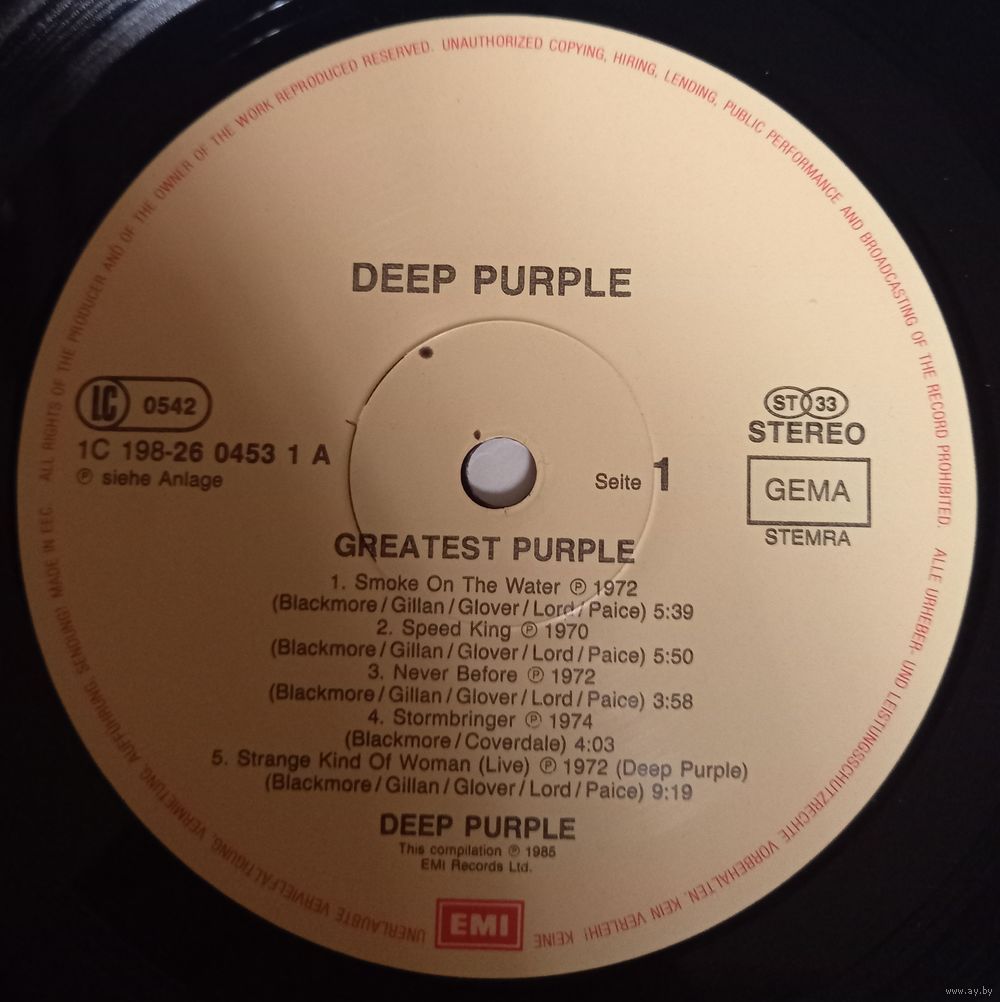 ALL RIGHTS OF THE PRODUCER AND OF THE OWNER OF THE WORK REPRODUCED RESERVED. UNAUTHORIZED COPYING, HIRING, LENDING, PUBLIC PERFORMANCE AND BROADCASTING OF THE RECORD PROHIBITED.
ALLE URHEBER- UND LEISTUNGSSCHUTZRECHTE VORBEHALTEN. KEIN VERLEIH! KEINE UNERLAUBTE VERVIELFÄLTIGUNG, VERMIETUNG, AUFFÜHRUNG, SENDUNG! MADE IN EEC.
DEEP PURPLE
LC 0542
1C 198-26 0453 1 A
℗ siehe Anlage
ST 33
STEREO
GEMA
STEMRA
Seite 1
GREATEST PURPLE
1. Smoke On The Water ℗ 1972
(Blackmore/Gillan/Glover/Lord/Paice) 5:39
2. Speed King ℗ 1970
(Blackmore/Gillan/Glover/Lord/Paice) 5:50
3. Never Before ℗ 1972
(Blackmore/Gillan/Glover/Lord/Paice) 3:58
4. Stormbringer ℗ 1974
(Blackmore/Coverdale) 4:03
5. Strange Kind Of Woman (Live) ℗ 1972 (Deep Purple)
(Blackmore/Gillan/Glover/Lord/Paice) 9:19
DEEP PURPLE
This compilation ℗ 1985
EMI Records Ltd.
EMI
www.ay.by